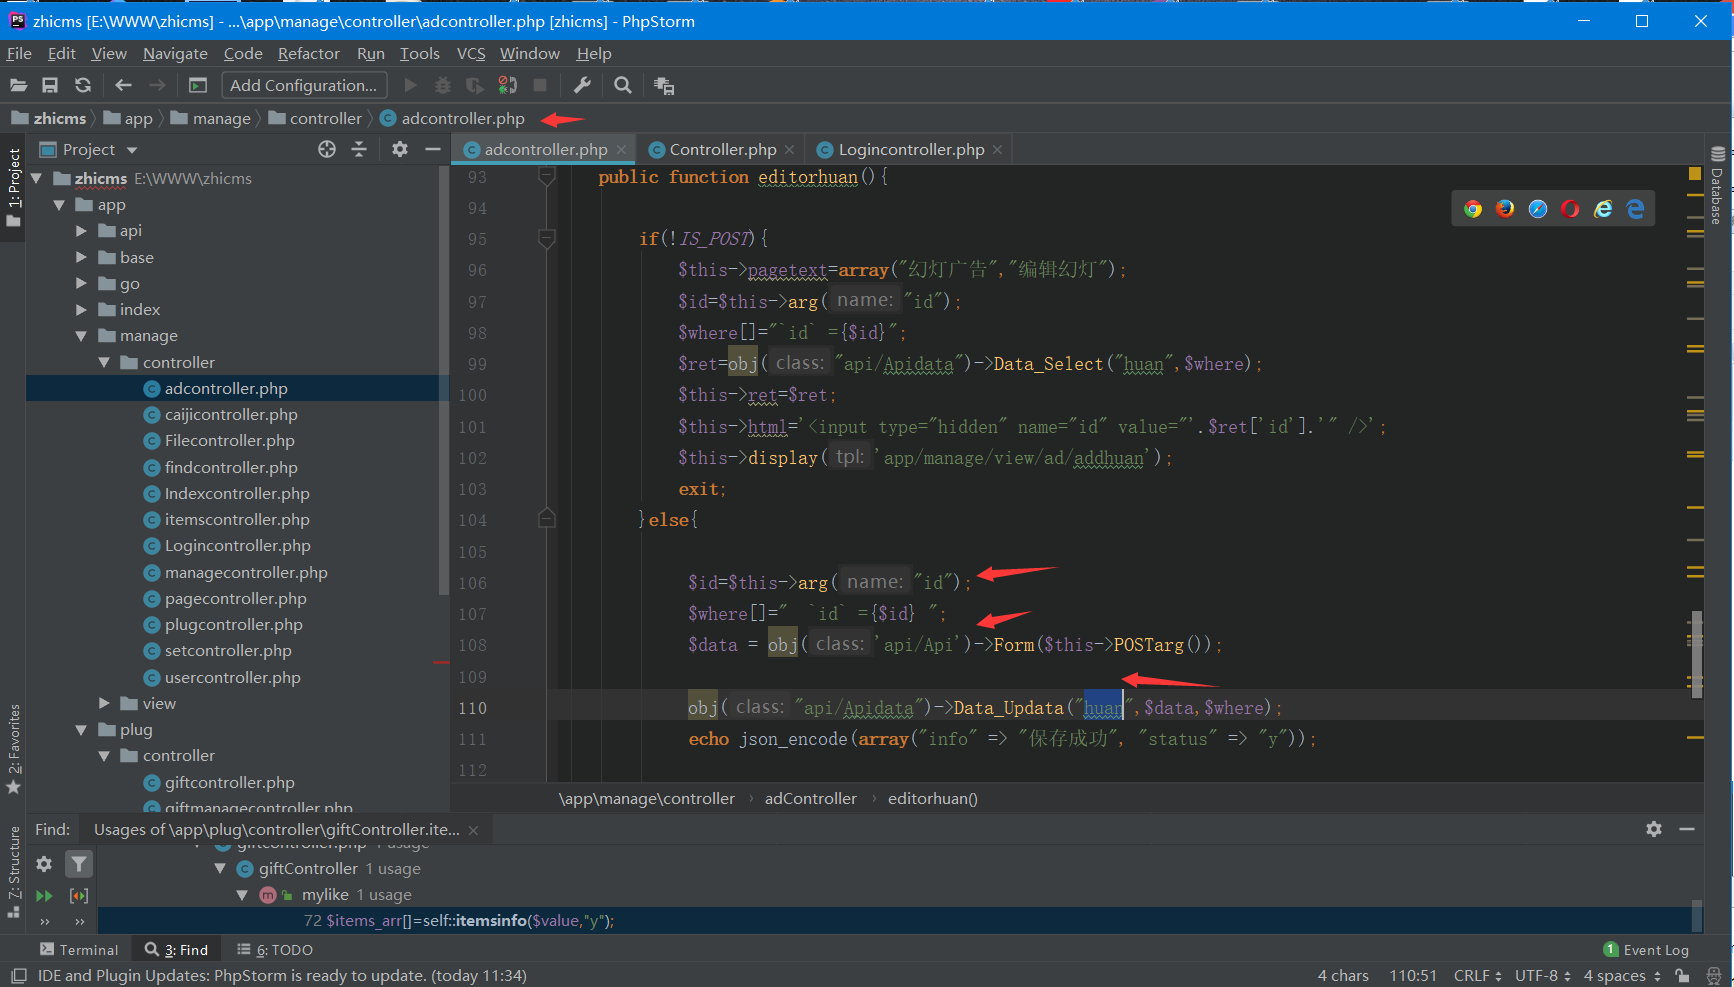 zhicms [E:\WWW\zhicms] - ...\app\manage\controller\adcontroller.php [zhicms] - PhpStorm
File Edit View Navigate Code Refactor Run Tools VCS Window Help
Add Configuration...
zhicms app manage controller adcontroller.php
Project
adcontroller.php Controller.php Logincontroller.php
1: Project
2: Favorites
7: Structure
Database
zhicms E:\WWW\zhicms
app
api
base
go
index
manage
controller
adcontroller.php
caijicontroller.php
Filecontroller.php
findcontroller.php
Indexcontroller.php
itemscontroller.php
Logincontroller.php
managecontroller.php
pagecontroller.php
plugcontroller.php
setcontroller.php
usercontroller.php
view
plug
controller
giftcontroller.php
giftmanagecontroller.php
93 public function editorhuan(){
94
95 if(!IS_POST){
96 $this->pagetext=array("幻灯广告","编辑幻灯");
97 $id=$this->arg( name: "id");
98 $where[]="`id` ={$id}";
99 $ret=obj( class: "api/Apidata")->Data_Select("huan",$where);
100 $this->ret=$ret;
101 $this->html='<input type="hidden" name="id" value="'.$ret['id'].'" />';
102 $this->display( tpl: 'app/manage/view/ad/addhuan');
103 exit;
104 }else{
105
106 $id=$this->arg( name: "id");
107 $where[]=" `id` ={$id} ";
108 $data = obj( class: 'api/Api')->Form($this->POSTarg());
109
110 obj( class: "api/Apidata")->Data_Updata("huan",$data,$where);
111 echo json_encode(array("info" => "保存成功", "status" => "y"));
112
\app\manage\controller › adController › editorhuan()
Find: Usages of \app\plug\controller\giftController.ite...
giftcontroller.php 1 usage
giftController 1 usage
mylike 1 usage
72 $items_arr[]=self::itemsinfo($value,"y");
Terminal 3: Find 6: TODO 1 Event Log
IDE and Plugin Updates: PhpStorm is ready to update. (today 11:34) 4 chars 110:51 CRLF UTF-8 4 spaces